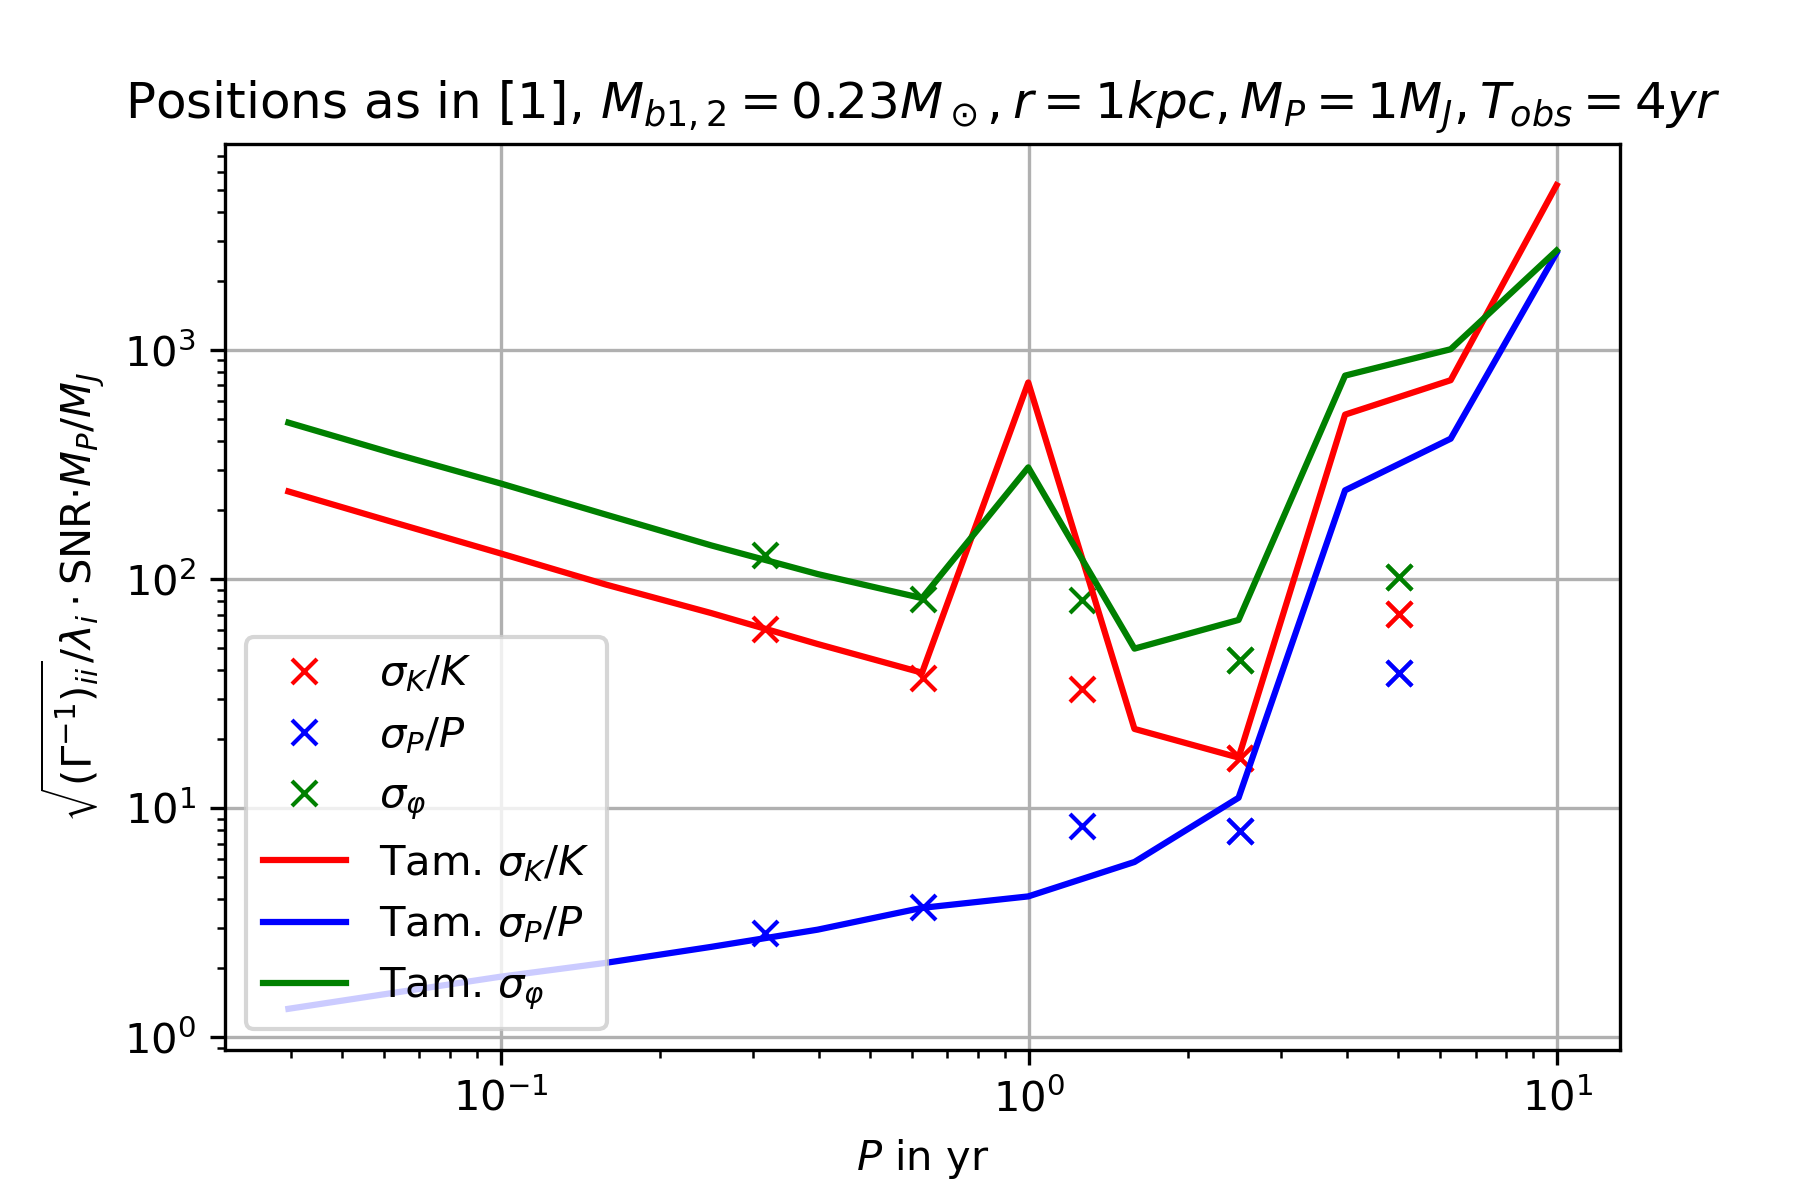 Positions as in [1], $M_{b1,2} = 0.23M_\odot, r = 1kpc, M_P = 1M_J, T_{obs} = 4yr$
$\sqrt{(\Gamma^{-1})_{ii}}/\lambda_i \cdot$ SNR$\cdot M_P/M_J$
$10^3$
$10^2$
$10^1$
$10^0$
$\sigma_K/K$
$\sigma_P/P$
$\sigma_\varphi$
Tam. $\sigma_K/K$
Tam. $\sigma_P/P$
Tam. $\sigma_\varphi$
$10^{-1}$ $10^0$ $10^1$
$P$ in yr